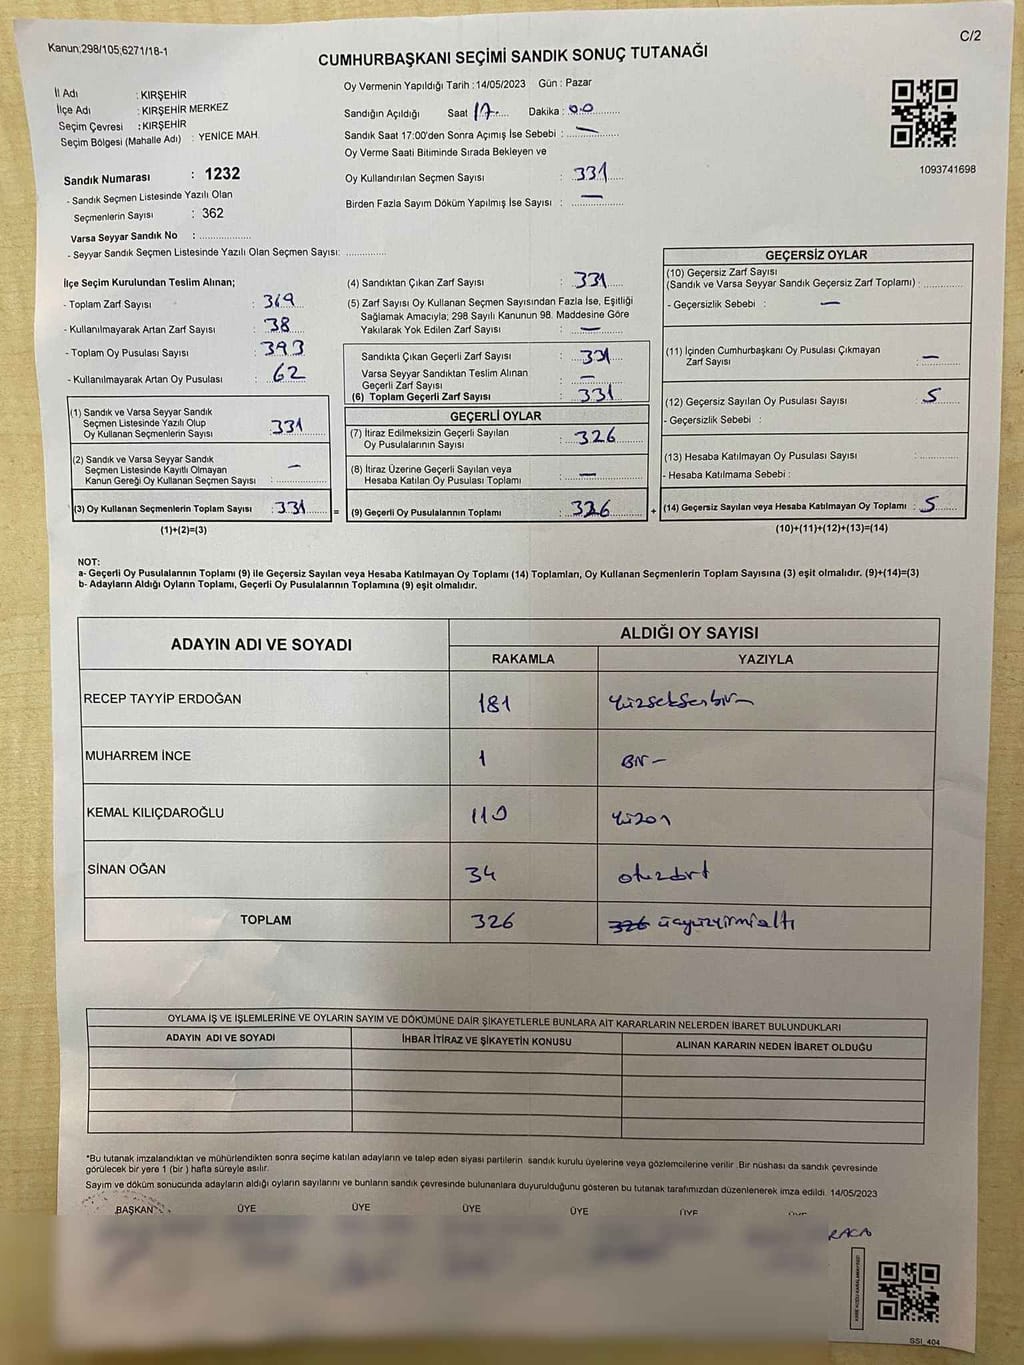 Kanun;298/105,6271/18-1
C/2
CUMHURBAŞKANI SEÇİMİ SANDIK SONUÇ TUTANAĞI
İl Adı : KIRŞEHİR
İlçe Adı : KIRŞEHİR MERKEZ
Seçim Çevresi : KIRŞEHİR
Seçim Bölgesi (Mahalle Adı) : YENİCE MAH.
Sandık Numarası : 1232
- Sandık Seçmen Listesinde Yazılı Olan
Seçmenlerin Sayısı : 362
Varsa Seyyar Sandık No : ..............
- Seyyar Sandık Seçmen Listesinde Yazılı Olan Seçmen Sayısı: ............
Oy Vermenin Yapıldığı Tarih : 14/05/2023 Gün : Pazar
Sandığın Açıldığı Saat 17 Dakika : 00
Sandık Saat 17:00'den Sonra Açımış İse Sebebi : —
Oy Verme Saati Bitiminde Sırada Bekleyen ve
Oy Kullandırılan Seçmen Sayısı : 331
Birden Fazla Sayım Döküm Yapılmış İse Sayısı : —
1093741698
İlçe Seçim Kurulundan Teslim Alınan;
- Toplam Zarf Sayısı : 369
- Kullanılmayarak Artan Zarf Sayısı : 38
- Toplam Oy Pusulası Sayısı : 393
- Kullanılmayarak Artan Oy Pusulası : 62
(1) Sandık ve Varsa Seyyar Sandık
Seçmen Listesinde Yazılı Olup
Oy Kullanan Seçmenlerin Sayısı : 331
(2) Sandık ve Varsa Seyyar Sandık
Seçmen Listesinde Kayıtlı Olmayan
Kanun Gereği Oy Kullanan Seçmen Sayısı : —
(3) Oy Kullanan Seçmenlerin Toplam Sayısı : 331 =
(1)+(2)=(3)
(4) Sandıktan Çıkan Zarf Sayısı : 331
(5) Zarf Sayısı Oy Kullanan Seçmen Sayısından Fazla İse, Eşitliği
Sağlamak Amacıyla; 298 Sayılı Kanunun 98. Maddesine Göre
Yakılarak Yok Edilen Zarf Sayısı : —
Sandıkta Çıkan Geçerli Zarf Sayısı : 331
Varsa Seyyar Sandıktan Teslim Alınan
Geçerli Zarf Sayısı : —
(6) Toplam Geçerli Zarf Sayısı : 331
GEÇERLİ OYLAR
(7) İtiraz Edilmeksizin Geçerli Sayılan
Oy Pusulalarının Sayısı : 326
(8) İtiraz Üzerine Geçerli Sayılan veya
Hesaba Katılan Oy Pusulası Toplamı : —
(9) Geçerli Oy Pusulalarının Toplamı : 326 +
GEÇERSİZ OYLAR
(10) Geçersiz Zarf Sayısı
(Sandık ve Varsa Seyyar Sandık Geçersiz Zarf Toplamı) : ............
- Geçersizlik Sebebi : —
(11) İçinden Cumhurbaşkanı Oy Pusulası Çıkmayan
Zarf Sayısı : —
(12) Geçersiz Sayılan Oy Pusulası Sayısı : 5
- Geçersizlik Sebebi :
(13) Hesaba Katılmayan Oy Pusulası Sayısı : ............
- Hesaba Katılmama Sebebi :
(14) Geçersiz Sayılan veya Hesaba Katılmayan Oy Toplamı : 5
(10)+(11)+(12)+(13)=(14)
NOT:
a- Geçerli Oy Pusulalarının Toplamı (9) ile Geçersiz Sayılan veya Hesaba Katılmayan Oy Toplamı (14) Toplamları, Oy Kullanan Seçmenlerin Toplam Sayısına (3) eşit olmalıdır. (9)+(14)=(3)
b- Adayların Aldığı Oyların Toplamı, Geçerli Oy Pusulalarının Toplamına (9) eşit olmalıdır.
ADAYIN ADI VE SOYADI ALDIĞI OY SAYISI
RAKAMLA YAZIYLA
RECEP TAYYİP ERDOĞAN 181 Yüzseksenbir
MUHARREM İNCE 1 Bir —
KEMAL KILIÇDAROĞLU 110 Yüzon
SİNAN OĞAN 34 otuzdört
TOPLAM 326 326 üçyüzyirmialtı
OYLAMA İŞ VE İŞLEMLERİNE VE OYLARIN SAYIM VE DÖKÜMÜNE DAİR ŞİKAYETLERLE BUNLARA AİT KARARLARIN NELERDEN İBARET BULUNDUKLARI
ADAYIN ADI VE SOYADI İHBAR İTİRAZ VE ŞİKAYETİN KONUSU ALINAN KARARIN NEDEN İBARET OLDUĞU
*Bu tutanak imzalandıktan ve mühürlendikten sonra seçime katılan adayların ve talep eden siyasi partilerin sandık kurulu üyelerine veya gözlemcilerine verilir .Bir nüshası da sandık çevresinde
görülecek bir yere 1 (bir ) hafta süreyle asılır.
Sayım ve döküm sonucunda adayların aldığı oyların sayılarını ve bunların sandık çevresinde bulunanlara duyurulduğunu gösteren bu tutanak tarafımızdan düzenlenerek imza edildi. 14/05/2023
BAŞKAN ÜYE ÜYE ÜYE ÜYE ÜYE
SSI_404